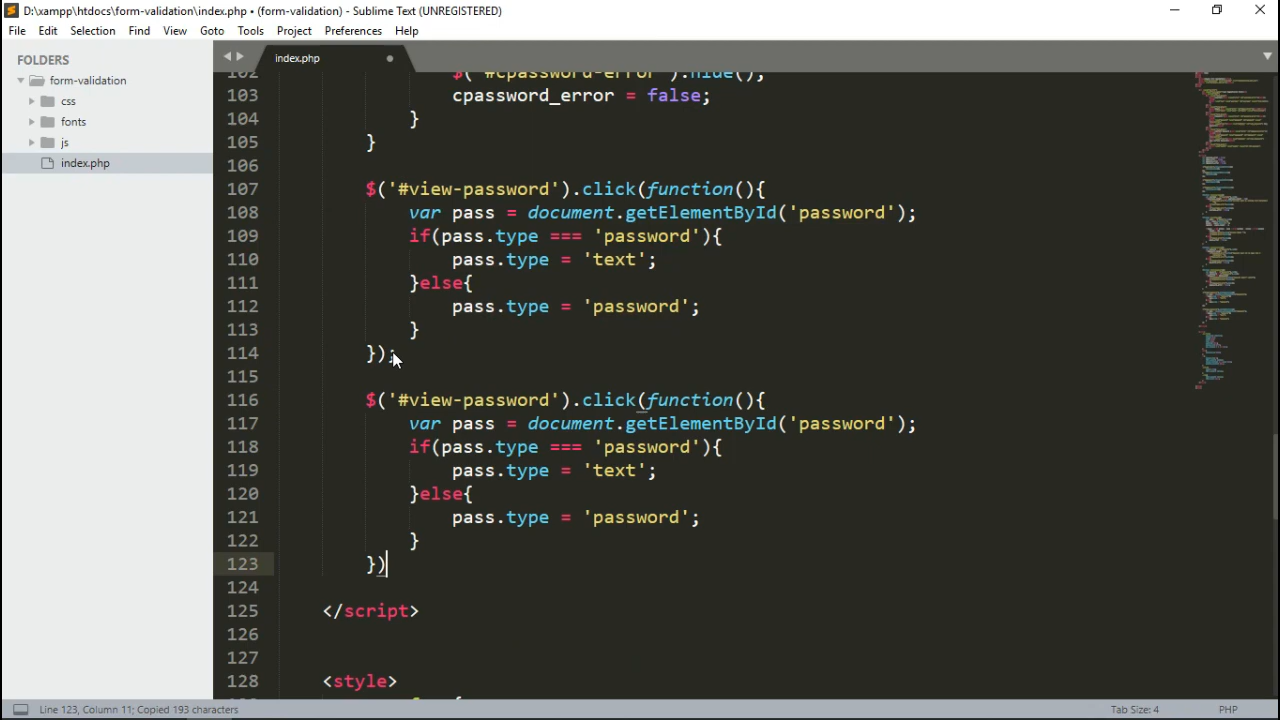 D:\xampp\htdocs\form-validation\index.php • (form-validation) - Sublime Text (UNREGISTERED)
File Edit Selection Find View Goto Tools Project Preferences Help
FOLDERS
form-validation
css
fonts
js
index.php
index.php
102 $("#cpassword-error").hide();
103 cpassword_error = false;
104 }
105 }
106
107 $('#view-password').click(function(){
108 var pass = document.getElementById('password');
109 if(pass.type === 'password'){
110 pass.type = 'text';
111 }else{
112 pass.type = 'password';
113 }
114 });
115
116 $('#view-password').click(function(){
117 var pass = document.getElementById('password');
118 if(pass.type === 'password'){
119 pass.type = 'text';
120 }else{
121 pass.type = 'password';
122 }
123 })
124
125 </script>
126
127
128 <style>
Line 123, Column 11; Copied 193 characters
Tab Size: 4
PHP